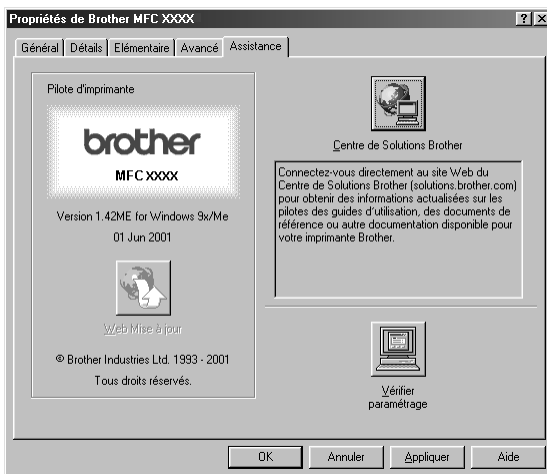 Propriétés de Brother MFC XXXX
Général
Détails
Elémentaire
Avancé
Assistance
Pilote d'imprimante
brother
MFC XXXX
Version 1.42ME for Windows 9x/Me
01 Jun 2001
Web Mise à jour
© Brother Industries Ltd. 1993 - 2001
Tous droits réservés.
Centre de Solutions Brother
Connectez-vous directement au site Web du
Centre de Solutions Brother (solutions.brother.com)
pour obtenir des informations actualisées sur les
pilotes des guides d'utilisation, des documents de
référence ou autre documentation disponible pour
votre imprimante Brother.
Vérifier
paramétrage
OK
Annuler
Appliquer
Aide